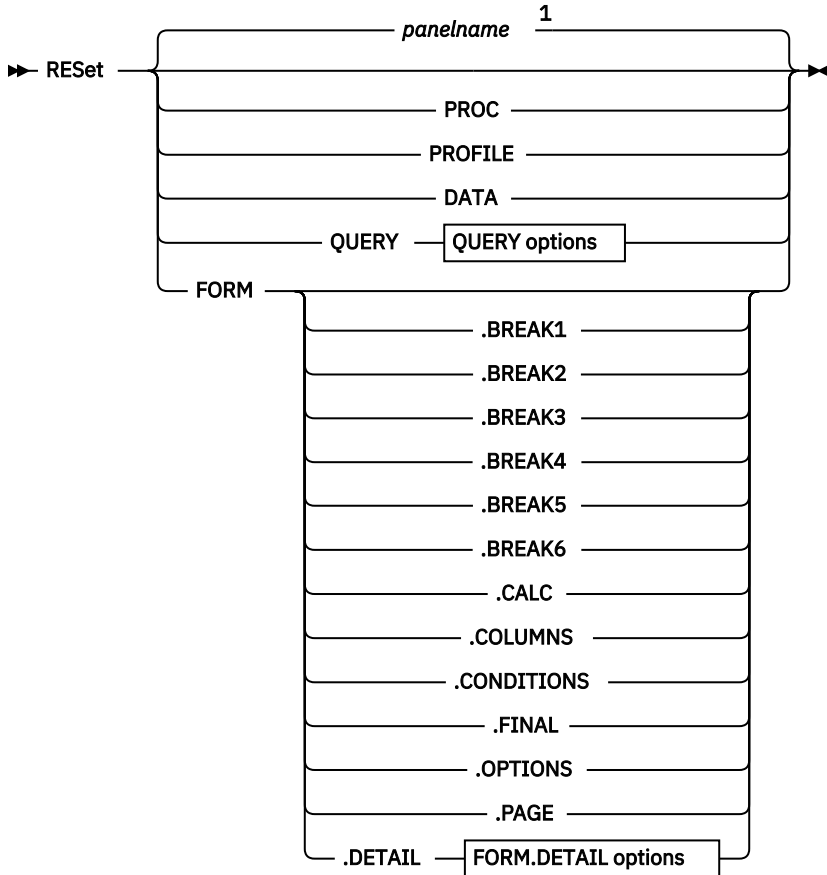 panelname 1
RESet
PROC
PROFILE
DATA
QUERY QUERY options
FORM
.BREAK1
.BREAK2
.BREAK3
.BREAK4
.BREAK5
.BREAK6
.CALC
.COLUMNS
.CONDITIONS
.FINAL
.OPTIONS
.PAGE
.DETAIL FORM.DETAIL options